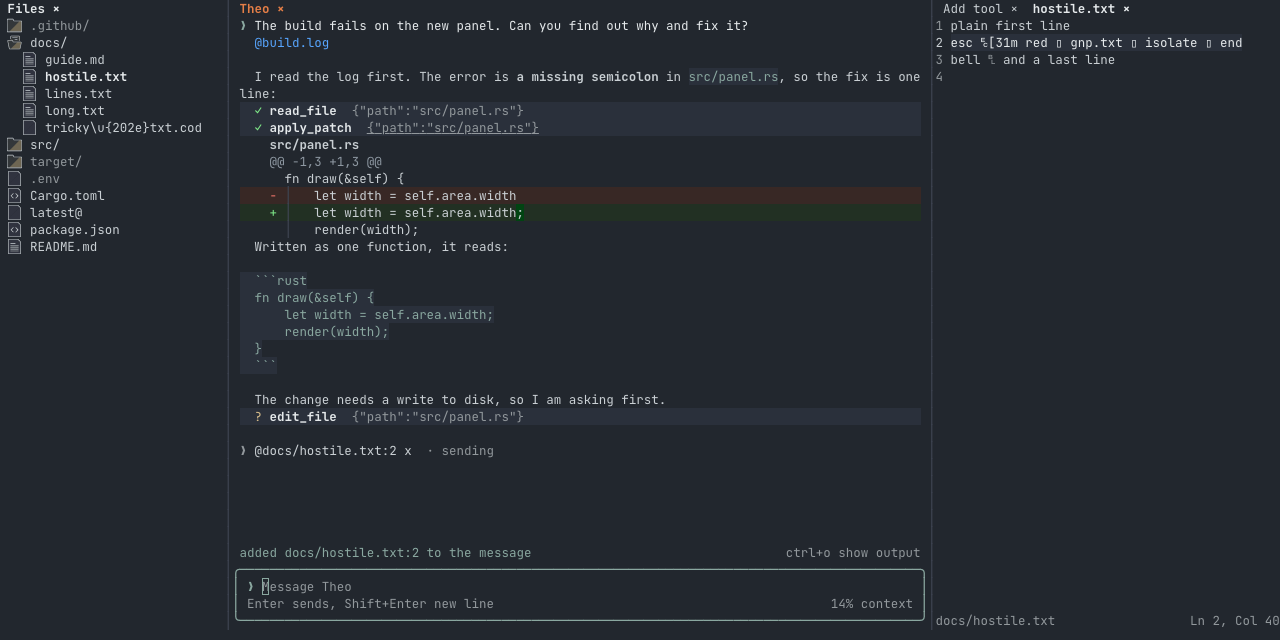 Files ×
.github/
docs/
guide.md
hostile.txt
lines.txt
long.txt
tricky\u{202e}txt.cod
src/
target/
.env
Cargo.toml
latest@
package.json
README.md
Theo ×
❯ The build fails on the new panel. Can you find out why and fix it?
@build.log
I read the log first. The error is a missing semicolon in src/panel.rs, so the fix is one
line:
✓ read_file {"path":"src/panel.rs"}
✓ apply_patch {"path":"src/panel.rs"}
src/panel.rs
@@ -1,3 +1,3 @@
fn draw(&self) {
- let width = self.area.width
+ let width = self.area.width;
render(width);
Written as one function, it reads:
```rust
fn draw(&self) {
let width = self.area.width;
render(width);
}
```
The change needs a write to disk, so I am asking first.
? edit_file {"path":"src/panel.rs"}
❯ @docs/hostile.txt:2 x · sending
added docs/hostile.txt:2 to the message ctrl+o show output
❯ Message Theo
Enter sends, Shift+Enter new line 14% context
Add tool × hostile.txt ×
1 plain first line
2 esc ␛[31m red ▯ gnp.txt ▯ isolate ▯ end
3 bell ␇ and a last line
4
docs/hostile.txt Ln 2, Col 40